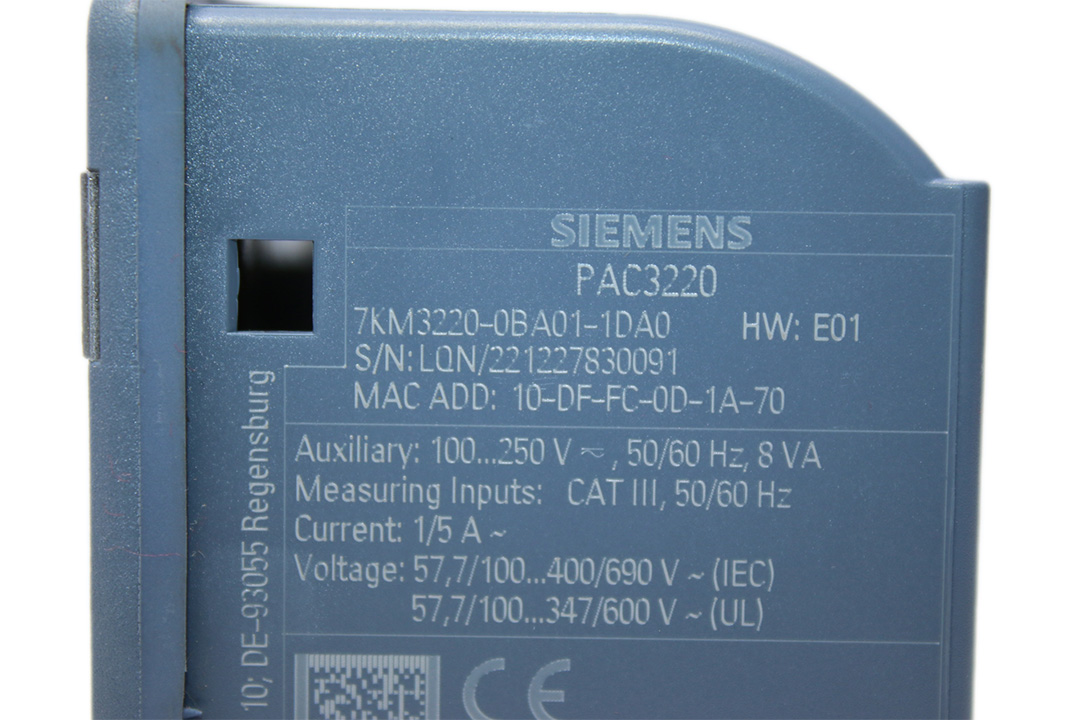 SIEMENS
PAC3220
7KM3220-0BA01-1DA0 HW: E01
S/N: LQN/221227830091
MAC ADD: 10-DF-FC-0D-1A-70
Auxiliary: 100...250 V ⏦, 50/60 Hz, 8 VA
Measuring Inputs: CAT III, 50/60 Hz
Current: 1/5 A ~
Voltage: 57,7/100...400/690 V ~ (IEC)
57,7/100...347/600 V ~ (UL)
10; DE-93055 Regensburg
CE